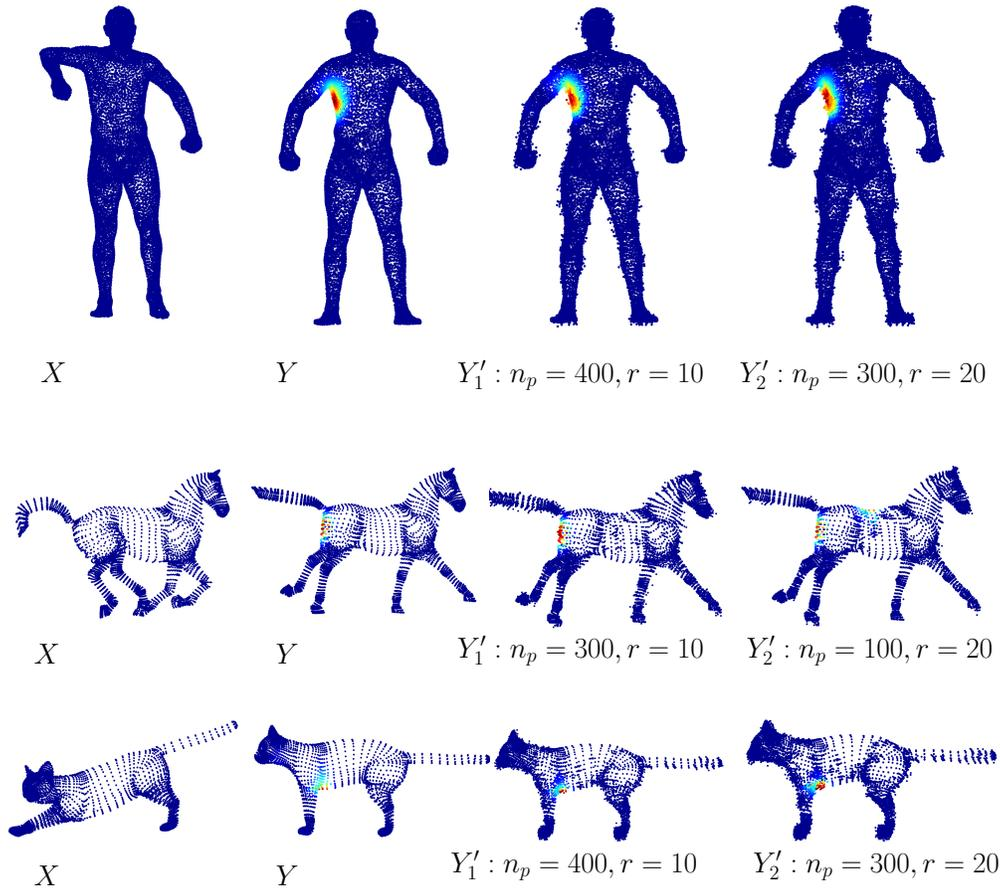 X Y Y′₁ : nₚ = 400, r = 10 Y′₂ : nₚ = 300, r = 20
X Y Y′₁ : nₚ = 300, r = 10 Y′₂ : nₚ = 100, r = 20
X Y Y′₁ : nₚ = 400, r = 10 Y′₂ : nₚ = 300, r = 20